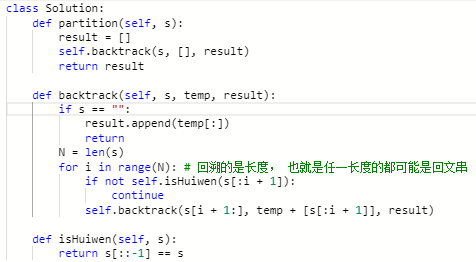 class Solution:
    def partition(self, s):
        result = []
        self.backtrack(s, [], result)
        return result

    def backtrack(self, s, temp, result):
        if s == "":
            result.append(temp[:])
            return
        N = len(s)
        for i in range(N): # 回溯的是长度， 也就是任一长度的都可能是回文串
            if not self.isHuiwen(s[:i + 1]):
                continue
            self.backtrack(s[i + 1:], temp + [s[:i + 1]], result)

    def isHuiwen(self, s):
        return s[::-1] == s